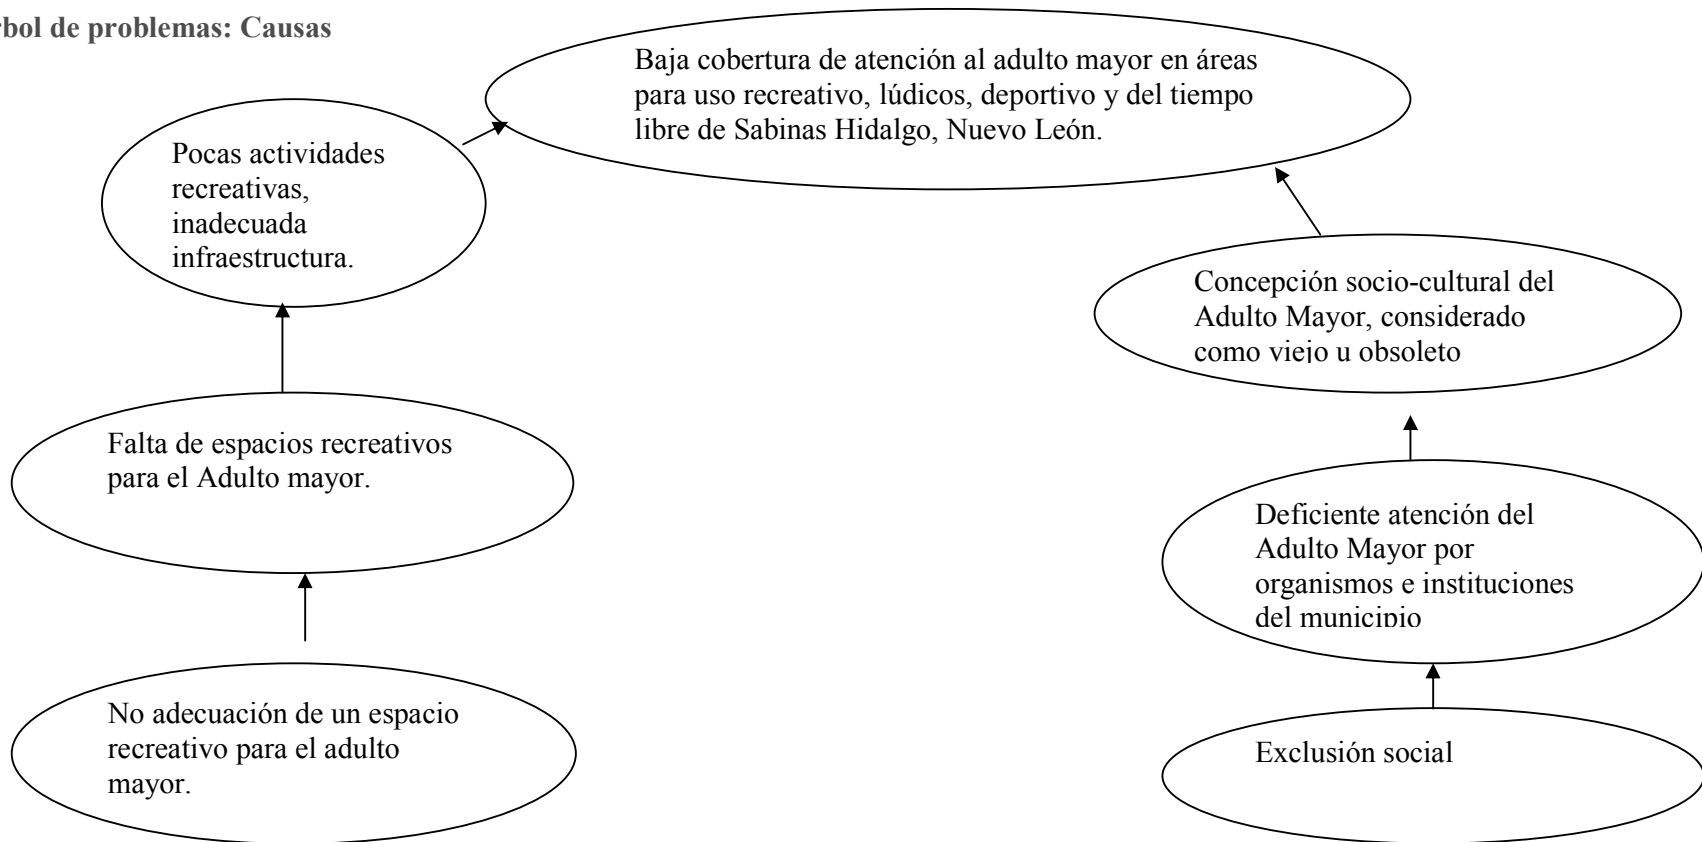 rbol de problemas: Causas
Baja cobertura de atención al adulto mayor en áreas
para uso recreativo, lúdicos, deportivo y del tiempo
libre de Sabinas Hidalgo, Nuevo León.
Pocas actividades
recreativas,
inadecuada
infraestructura.
Concepción socio-cultural del
Adulto Mayor, considerado
como viejo u obsoleto
Falta de espacios recreativos
para el Adulto mayor.
Deficiente atención del
Adulto Mayor por
organismos e instituciones
del municipio
No adecuación de un espacio
recreativo para el adulto
mayor.
Exclusión social